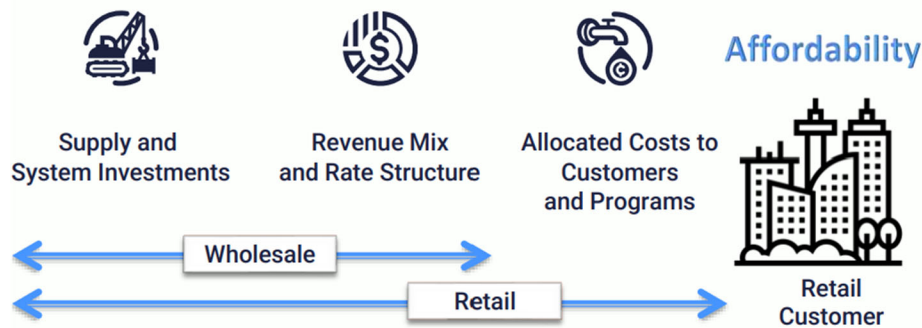 Affordability
Supply and
System Investments
Revenue Mix
and Rate Structure
$
Allocated Costs to
Customers
and Programs
Wholesale
Retail
Retail
Customer